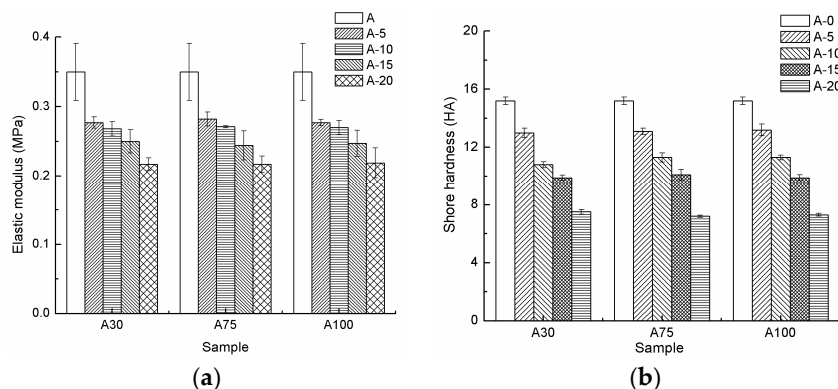 A
A-5
A-10
A-15
A-20
0.4
0.3
0.2
0.1
0.0
Elastic modulus (MPa)
A30
A75
A100
Sample
(a)
A-0
A-5
A-10
A-15
A-20
20
16
12
8
4
0
Shore hardness (HA)
A30
A75
A100
Sample
(b)